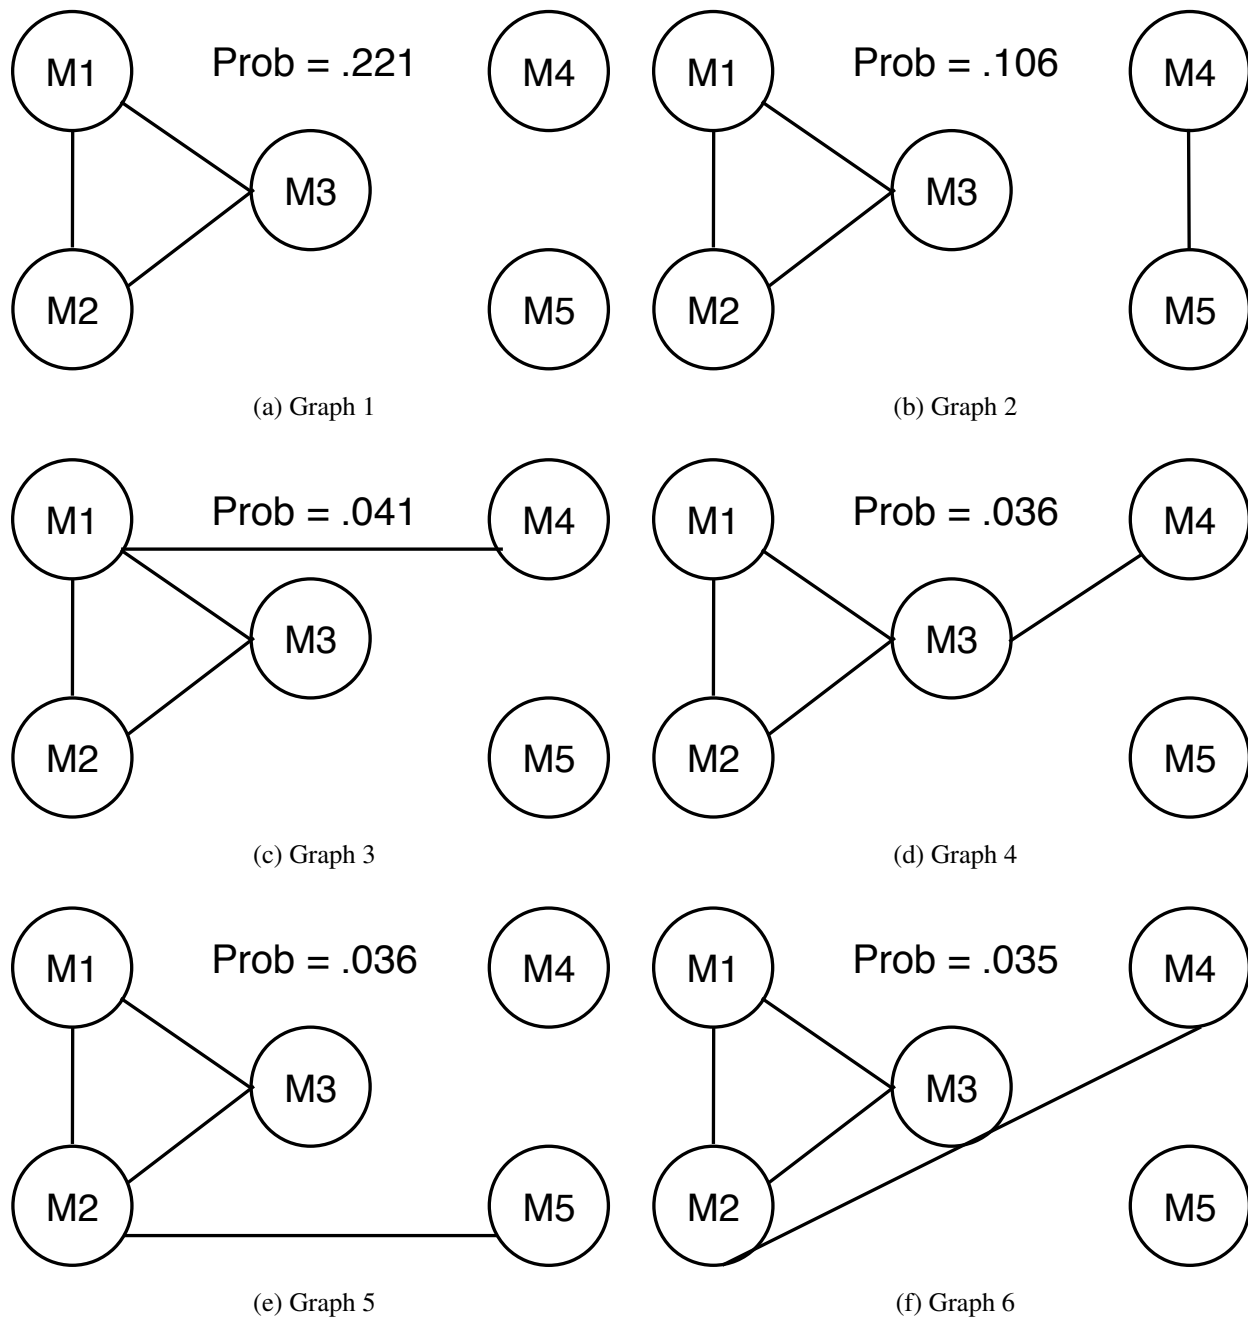 M1 Prob = .221 M4
M3
M2 M5
(a) Graph 1
M1 Prob = .106 M4
M3
M2 M5
(b) Graph 2
M1 Prob = .041 M4
M3
M2 M5
(c) Graph 3
M1 Prob = .036 M4
M3
M2 M5
(d) Graph 4
M1 Prob = .036 M4
M3
M2 M5
(e) Graph 5
M1 Prob = .035 M4
M3
M2 M5
(f) Graph 6